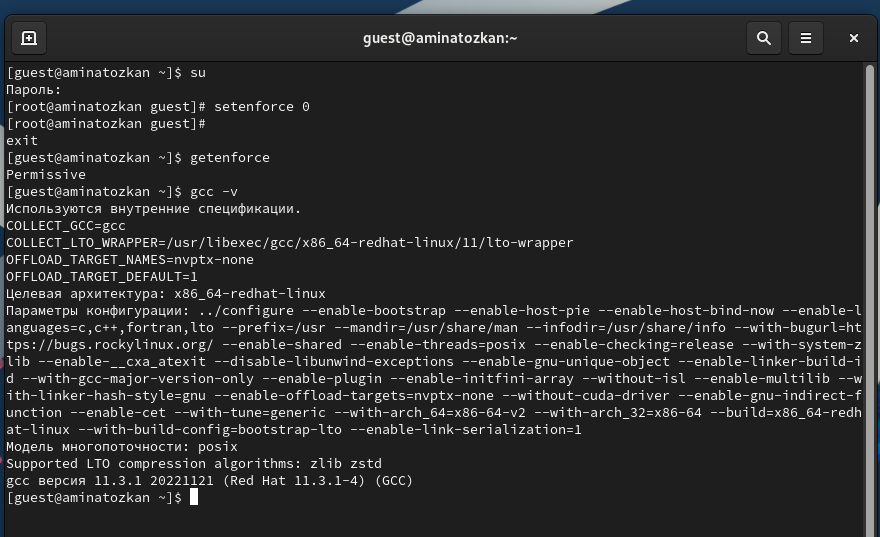 guest@aminatozkan:~
[guest@aminatozkan ~]$ su
Пароль:
[root@aminatozkan guest]# setenforce 0
[root@aminatozkan guest]#
exit
[guest@aminatozkan ~]$ getenforce
Permissive
[guest@aminatozkan ~]$ gcc -v
Используются внутренние спецификации.
COLLECT_GCC=gcc
COLLECT_LTO_WRAPPER=/usr/libexec/gcc/x86_64-redhat-linux/11/lto-wrapper
OFFLOAD_TARGET_NAMES=nvptx-none
OFFLOAD_TARGET_DEFAULT=1
Целевая архитектура: x86_64-redhat-linux
Параметры конфигурации: ../configure --enable-bootstrap --enable-host-pie --enable-host-bind-now --enable-l
anguages=c,c++,fortran,lto --prefix=/usr --mandir=/usr/share/man --infodir=/usr/share/info --with-bugurl=ht
tps://bugs.rockylinux.org/ --enable-shared --enable-threads=posix --enable-checking=release --with-system-z
lib --enable-__cxa_atexit --disable-libunwind-exceptions --enable-gnu-unique-object --enable-linker-build-i
d --with-gcc-major-version-only --enable-plugin --enable-initfini-array --without-isl --enable-multilib --w
ith-linker-hash-style=gnu --enable-offload-targets=nvptx-none --without-cuda-driver --enable-gnu-indirect-f
unction --enable-cet --with-tune=generic --with-arch_64=x86-64-v2 --with-arch_32=x86-64 --build=x86_64-redh
at-linux --with-build-config=bootstrap-lto --enable-link-serialization=1
Модель многопоточности: posix
Supported LTO compression algorithms: zlib zstd
gcc версия 11.3.1 20221121 (Red Hat 11.3.1-4) (GCC)
[guest@aminatozkan ~]$